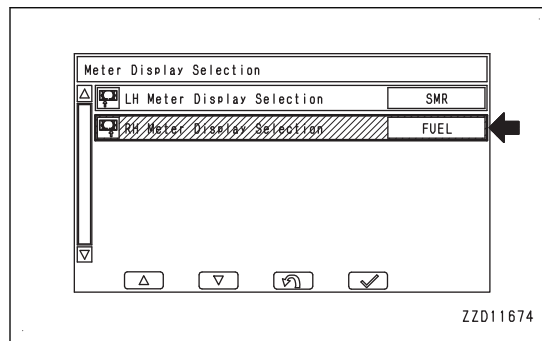 Meter Display Selection
LH Meter Display Selection SMR
RH Meter Display Selection FUEL
ZZD11674